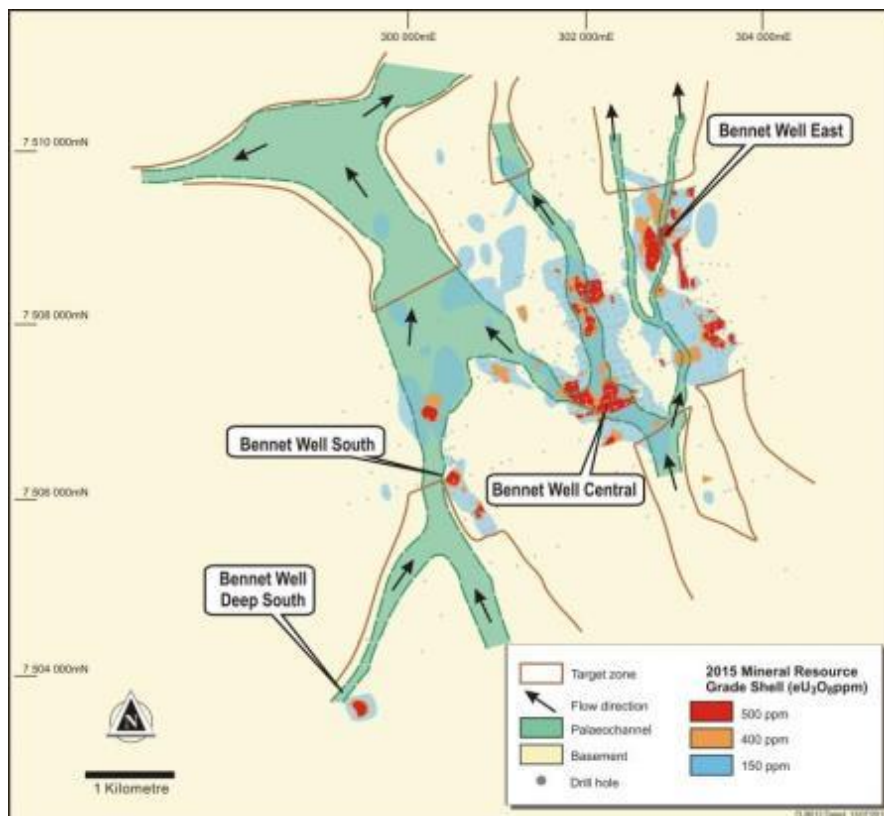 300 000mE
302 000mE
304 000mE
7 510 000mN
Bennet Well East
7 508 000mN
Bennet Well South
7 506 000mN
Bennet Well Central
Bennet Well
Deep South
7 504 000mN
N
1 Kilometre
Target zone
Flow direction
Palaeochannel
Basement
Drill hole
2015 Mineral Resource
Grade Shell (eU₃O₈ppm)
500 ppm
400 ppm
150 ppm